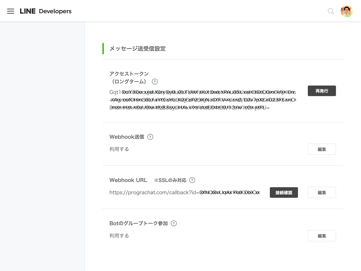 LINE Developers
メッセージ送受信設定
アクセストークン
（ロングターム） ?
Gqt1
再発行
Webhook送信 ?
利用する
編集
Webhook URL ※SSLのみ対応 ?
https://prograchat.com/callback?id=
接続確認
編集
Botのグループトーク参加 ?
利用する
編集